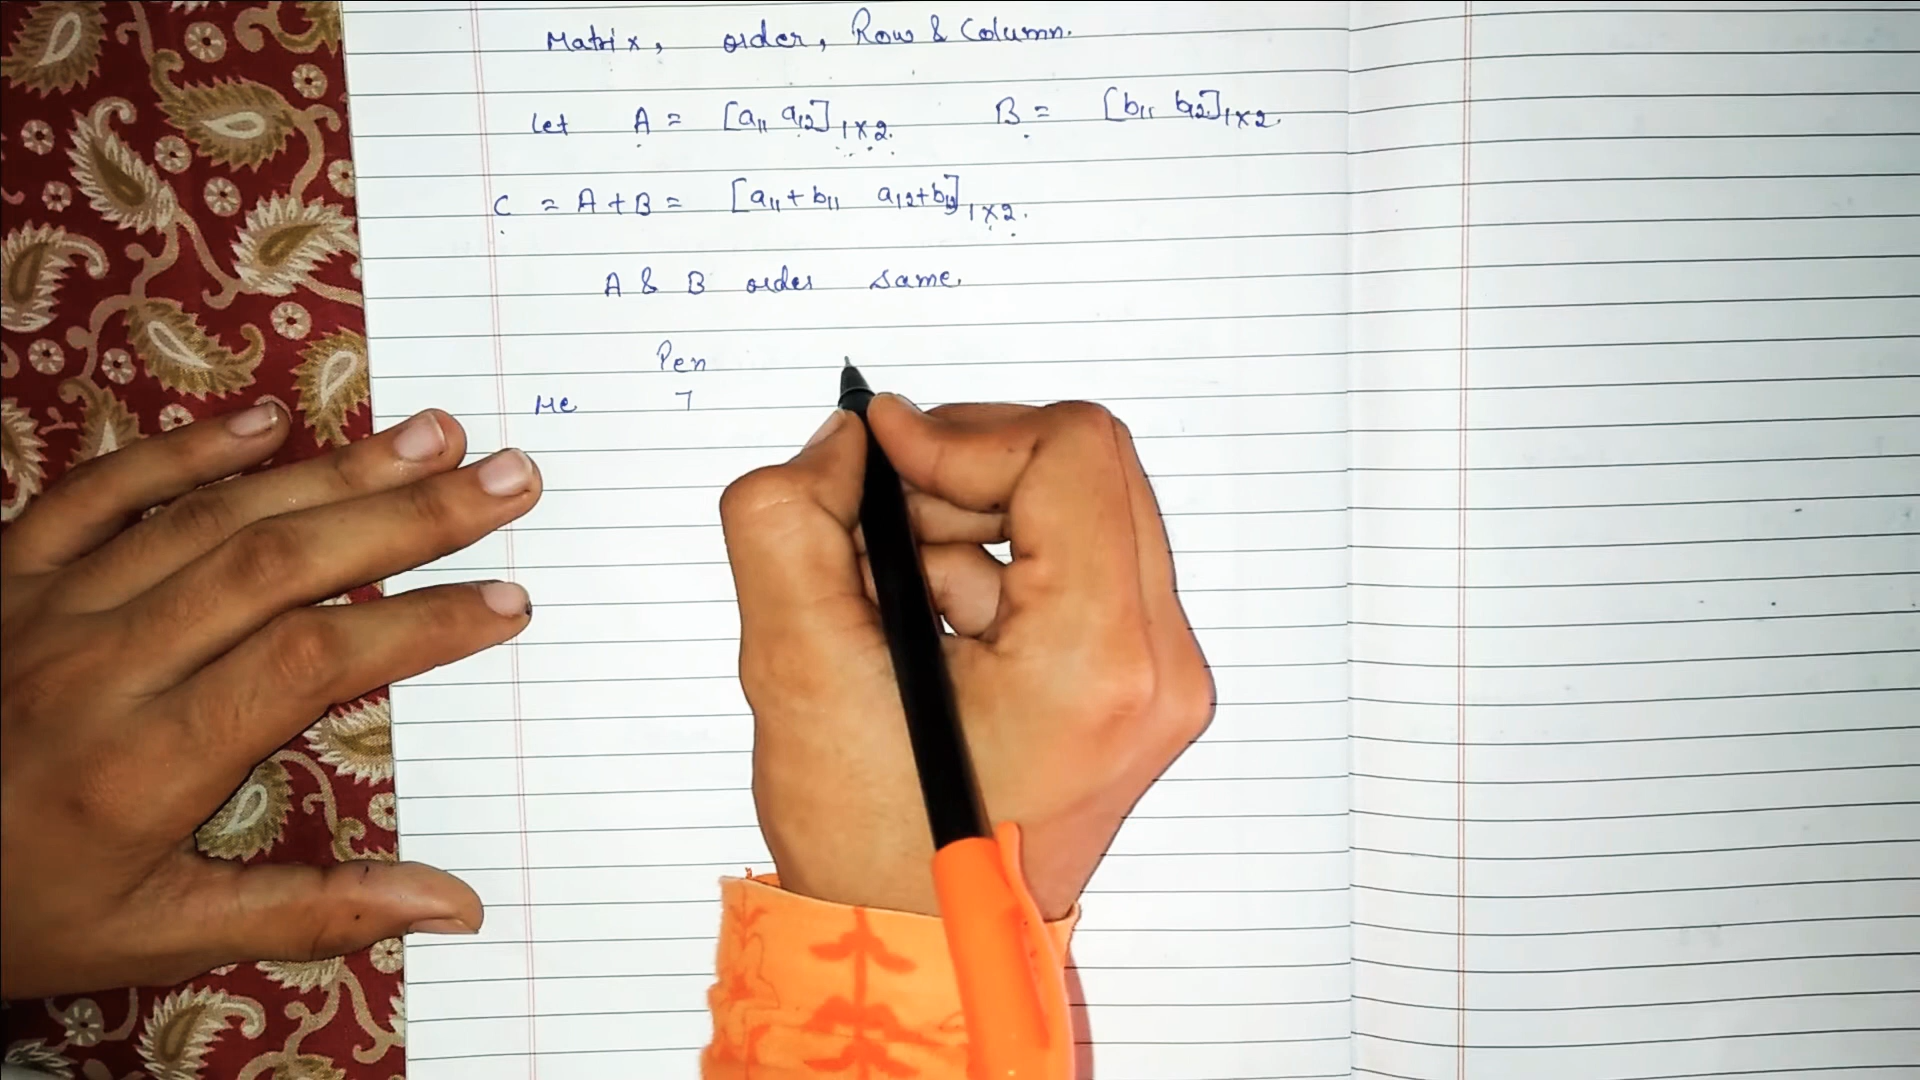 Matrix, order, Row & Column.
Let A = [a11 a12]1×2. B = [b11 b12]1×2.
C = A+B = [a11+b11 a12+b12]1×2.
A & B order same.
Pen
Me 7